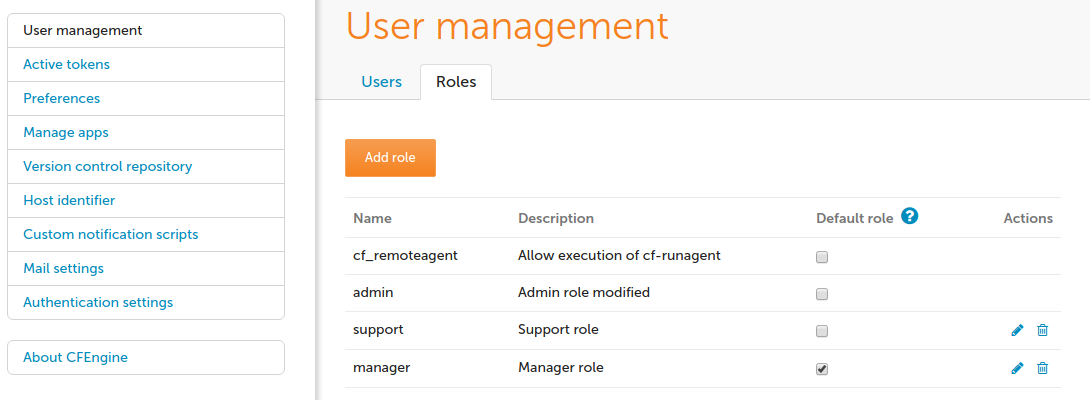 User management
Active tokens
Preferences
Manage apps
Version control repository
Host identifier
Custom notification scripts
Mail settings
Authentication settings
About CFEngine
User management
Users Roles
Add role
Name Description Default role ? Actions
cf_remoteagent Allow execution of cf-runagent
admin Admin role modified
support Support role
manager Manager role